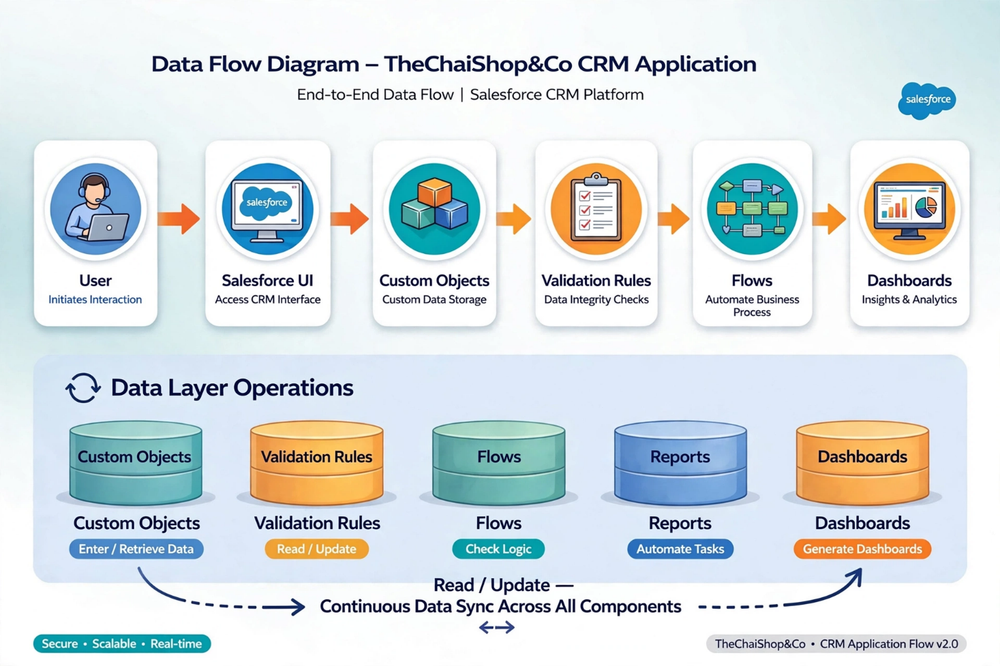 Data Flow Diagram – TheChaiShop&Co CRM Application
End-to-End Data Flow | Salesforce CRM Platform
salesforce
salesforce
User
Initiates Interaction
Salesforce UI
Access CRM Interface
Custom Objects
Custom Data Storage
Validation Rules
Data Integrity Checks
Flows
Automate Business
Process
Dashboards
Insights & Analytics
Data Layer Operations
Custom Objects
Validation Rules
Flows
Reports
Dashboards
Custom Objects
Validation Rules
Flows
Reports
Dashboards
Enter / Retrieve Data
Read / Update
Check Logic
Automate Tasks
Generate Dashboards
Read / Update —
Continuous Data Sync Across All Components
Secure • Scalable • Real-time
TheChaiShop&Co • CRM Application Flow v2.0